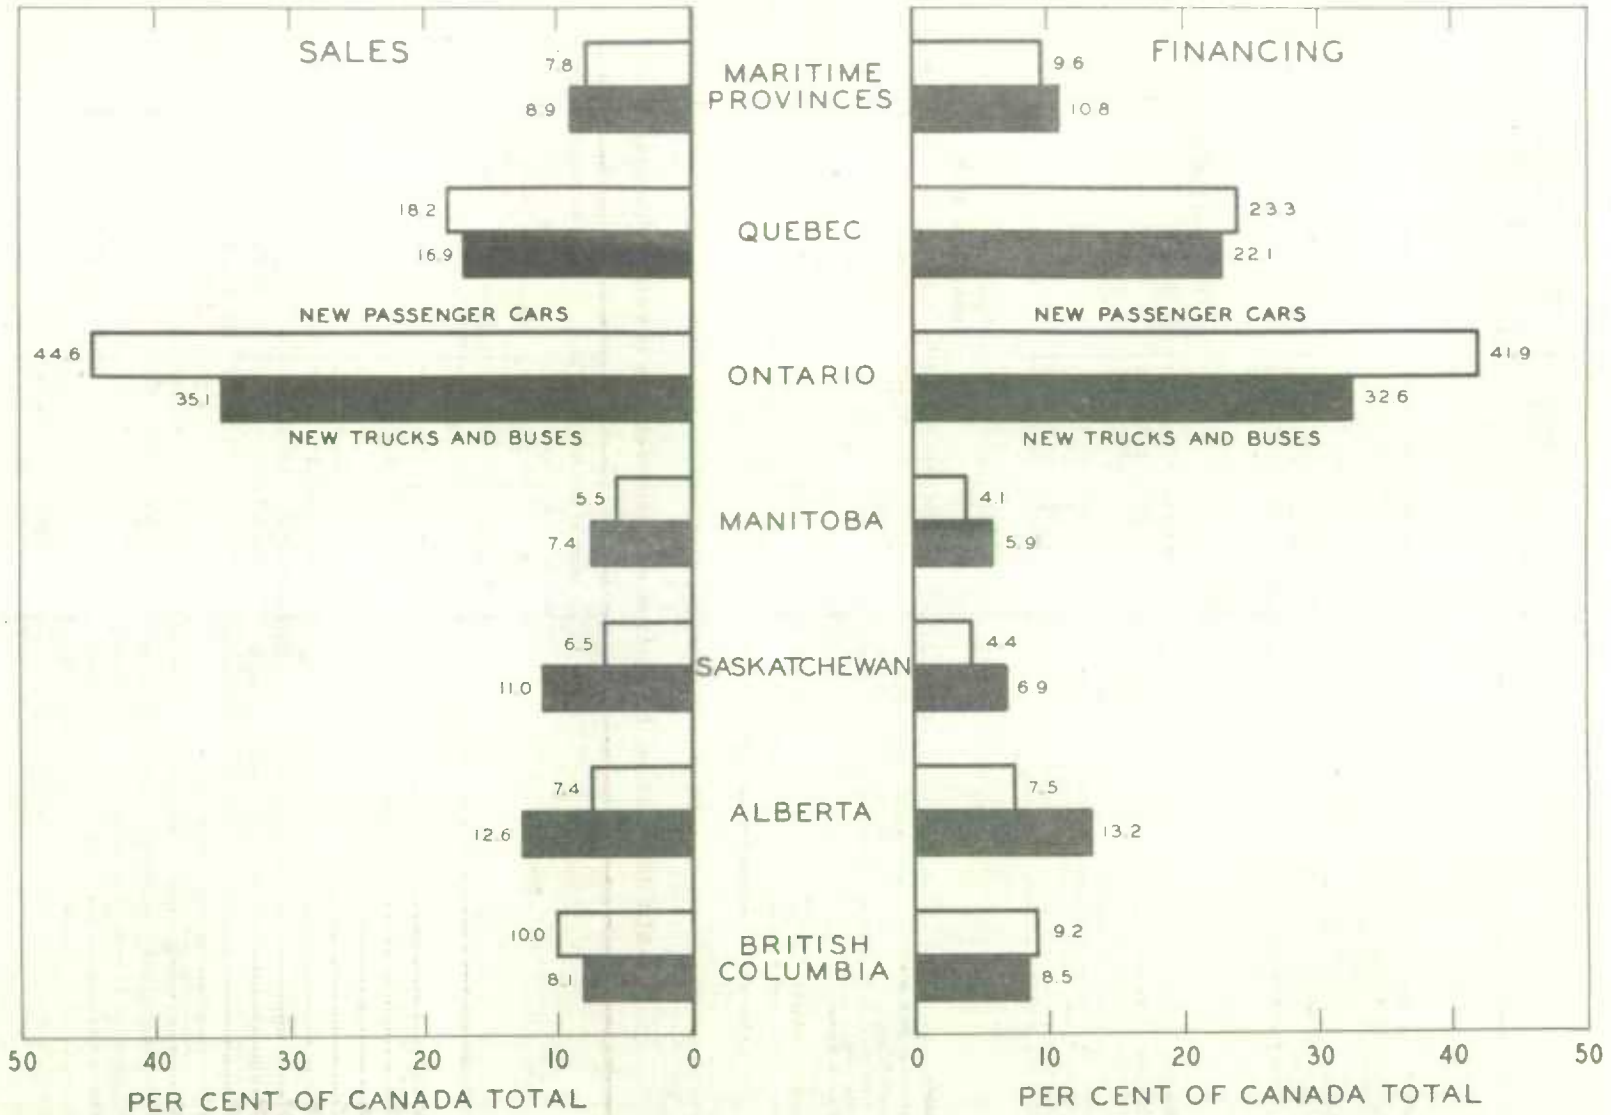 SALES
FINANCING
7.8
MARITIME
PROVINCES
9.6
8.9
10.8
18.2
QUEBEC
23.3
16.9
22.1
NEW PASSENGER CARS
NEW PASSENGER CARS
44.6
ONTARIO
41.9
35.1
32.6
NEW TRUCKS AND BUSES
NEW TRUCKS AND BUSES
5.5
MANITOBA
4.1
7.4
5.9
6.5
SASKATCHEWAN
4.4
11.0
6.9
7.4
ALBERTA
7.5
12.6
13.2
10.0
BRITISH
COLUMBIA
9.2
8.1
8.5
50 40 30 20 10 0
0 10 20 30 40 50
PER CENT OF CANADA TOTAL
PER CENT OF CANADA TOTAL